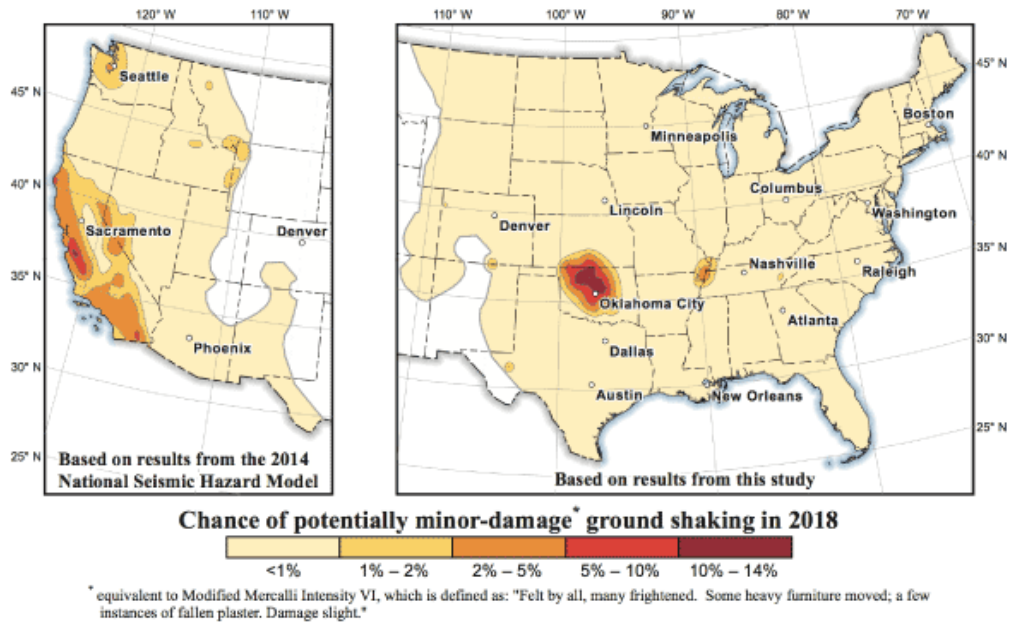 120° W
110° W
110° W
100° W
90° W
80° W
70° W
45° N
40° N
35° N
30° N
25° N
Seattle
Sacramento
Denver
Phoenix
Based on results from the 2014
National Seismic Hazard Model
45° N
40° N
35° N
30° N
25° N
Boston
Minneapolis
Columbus
Lincoln
Washington
Denver
Nashville
Raleigh
Oklahoma City
Atlanta
Dallas
Austin
New Orleans
Based on results from this study
Chance of potentially minor-damage* ground shaking in 2018
<1%
1% – 2%
2% – 5%
5% – 10%
10% – 14%
* equivalent to Modified Mercalli Intensity VI, which is defined as: "Felt by all, many frightened. Some heavy furniture moved; a few
instances of fallen plaster. Damage slight."